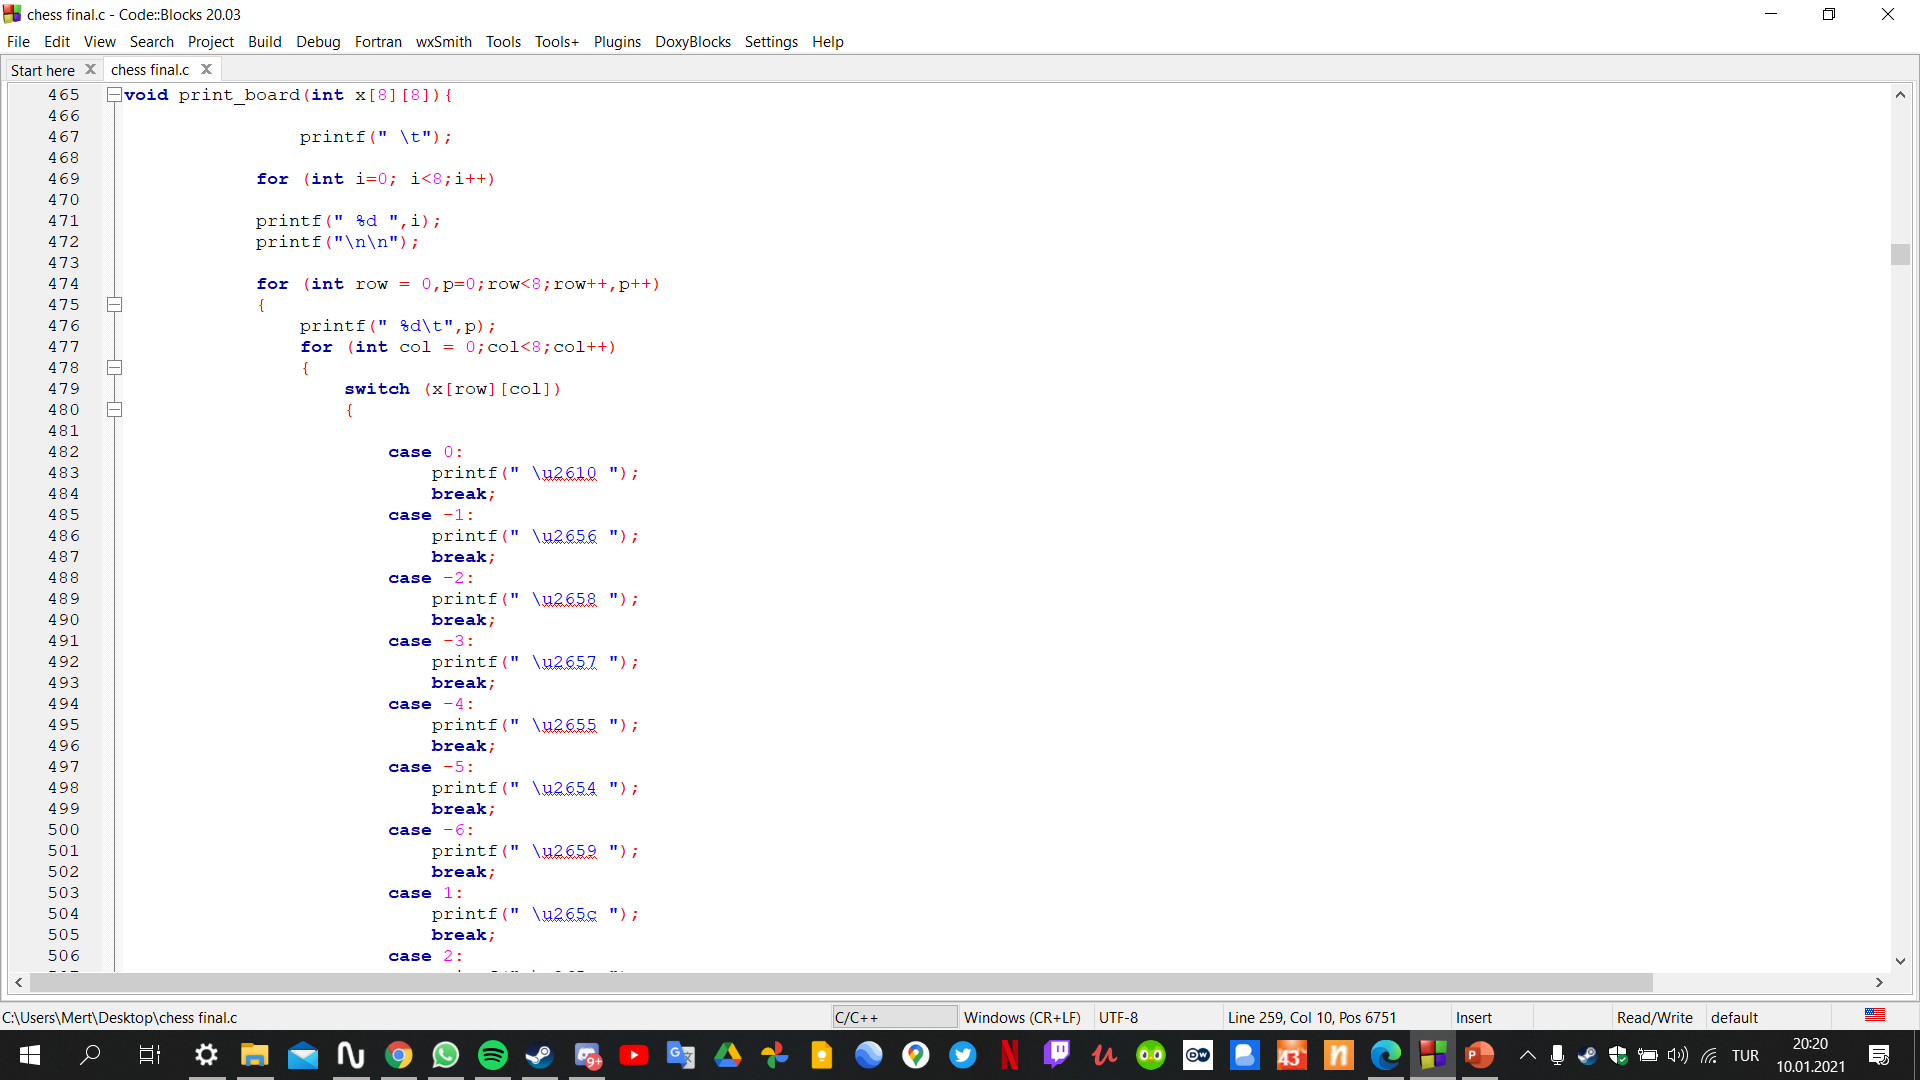 chess final.c - Code::Blocks 20.03
File Edit View Search Project Build Debug Fortran wxSmith Tools Tools+ Plugins DoxyBlocks Settings Help
Start here chess final.c
465 void print_board(int x[8][8]){
466
467 printf(" \t");
468
469 for (int i=0; i<8;i++)
470
471 printf(" %d ",i);
472 printf("\n\n");
473
474 for (int row = 0,p=0;row<8;row++,p++)
475 {
476 printf(" %d\t",p);
477 for (int col = 0;col<8;col++)
478 {
479 switch (x[row][col])
480 {
481
482 case 0:
483 printf(" \u2610 ");
484 break;
485 case -1:
486 printf(" \u2656 ");
487 break;
488 case -2:
489 printf(" \u2658 ");
490 break;
491 case -3:
492 printf(" \u2657 ");
493 break;
494 case -4:
495 printf(" \u2655 ");
496 break;
497 case -5:
498 printf(" \u2654 ");
499 break;
500 case -6:
501 printf(" \u2659 ");
502 break;
503 case 1:
504 printf(" \u265c ");
505 break;
506 case 2:
C:\Users\Mert\Desktop\chess final.c C/C++ Windows (CR+LF) UTF-8 Line 259, Col 10, Pos 6751 Insert Read/Write default
9+ 43 TUR 20:20
10.01.2021